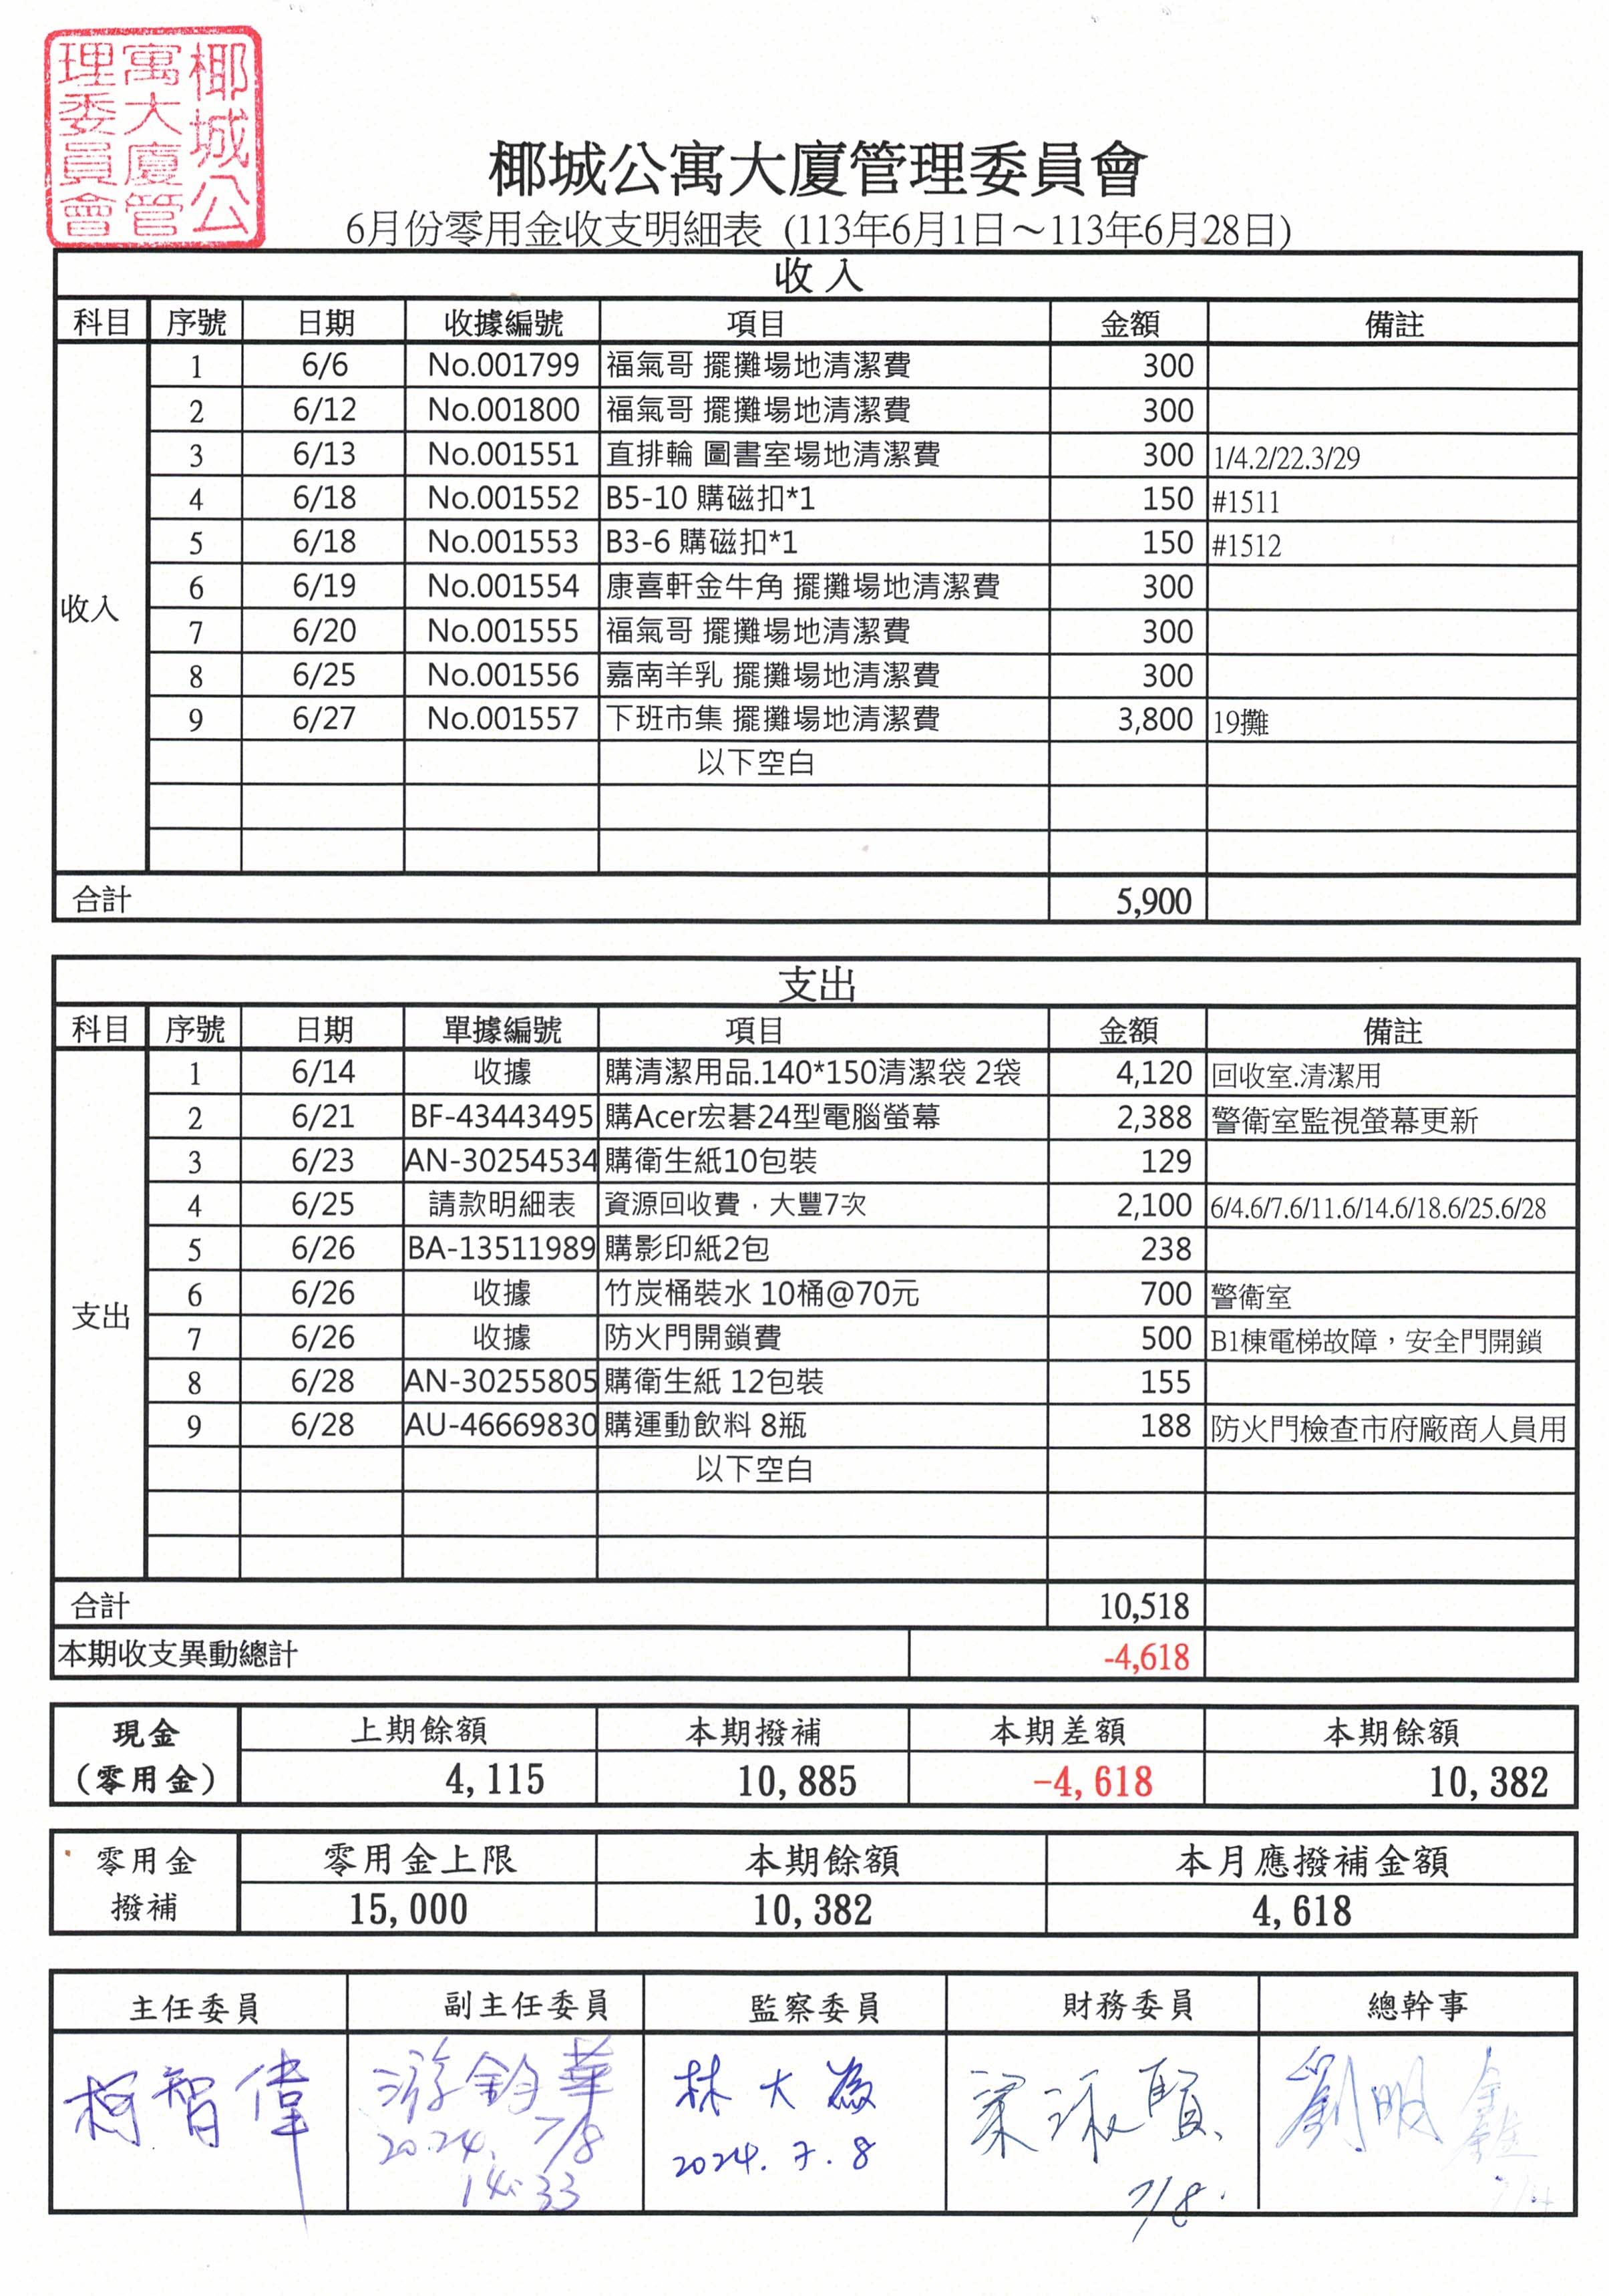 椰城公
寓大廈管
理委員會
椰城公寓大廈管理委員會
6月份零用金收支明細表 (113年6月1日～113年6月28日)
收入
科目 序號 日期 收據編號 項目 金額 備註
收入
1 6/6 No.001799 福氣哥 擺攤場地清潔費 300
2 6/12 No.001800 福氣哥 擺攤場地清潔費 300
3 6/13 No.001551 直排輪 圖書室場地清潔費 300 1/4.2/22.3/29
4 6/18 No.001552 B5-10 購磁扣*1 150 #1511
5 6/18 No.001553 B3-6 購磁扣*1 150 #1512
6 6/19 No.001554 康喜軒金牛角 擺攤場地清潔費 300
7 6/20 No.001555 福氣哥 擺攤場地清潔費 300
8 6/25 No.001556 嘉南羊乳 擺攤場地清潔費 300
9 6/27 No.001557 下班市集 擺攤場地清潔費 3,800 19攤
以下空白
合計 5,900
支出
科目 序號 日期 單據編號 項目 金額 備註
支出
1 6/14 收據 購清潔用品.140*150清潔袋 2袋 4,120 回收室.清潔用
2 6/21 BF-43443495 購Acer宏碁24型電腦螢幕 2,388 警衛室監視螢幕更新
3 6/23 AN-30254534 購衛生紙10包裝 129
4 6/25 請款明細表 資源回收費，大豐7次 2,100 6/4.6/7.6/11.6/14.6/18.6/25.6/28
5 6/26 BA-13511989 購影印紙2包 238
6 6/26 收據 竹炭桶裝水 10桶@70元 700 警衛室
7 6/26 收據 防火門開鎖費 500 B1棟電梯故障，安全門開鎖
8 6/28 AN-30255805 購衛生紙 12包裝 155
9 6/28 AU-46669830 購運動飲料 8瓶 188 防火門檢查市府廠商人員用
以下空白
合計 10,518
本期收支異動總計 -4,618
現金 上期餘額 本期撥補 本期差額 本期餘額
(零用金) 4,115 10,885 -4,618 10,382
零用金 零用金上限 本期餘額 本月應撥補金額
撥補 15,000 10,382 4,618
主任委員 副主任委員 監察委員 財務委員 總幹事
柯智偉 游鈞華 林大為 梁詠賢 劉明鑫
2024. 7/8 2024.7.8
14:33 7/8.